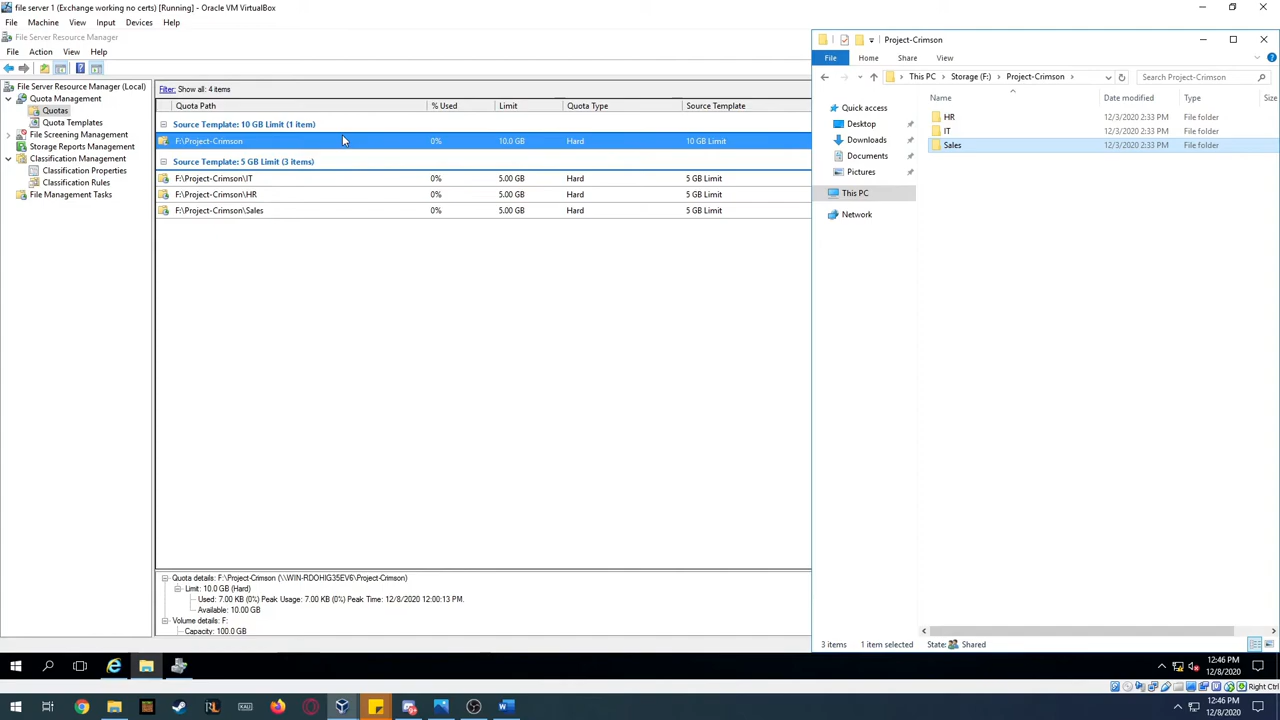 file server 1 (Exchange working no certs) [Running] - Oracle VM VirtualBox
File Machine View Input Devices Help
File Server Resource Manager
File Action View Help
File Server Resource Manager (Local)
Quota Management
Quotas
Quota Templates
File Screening Management
Storage Reports Management
Classification Management
Classification Properties
Classification Rules
File Management Tasks
Filter: Show all: 4 items
Quota Path % Used Limit Quota Type Source Template
Source Template: 10 GB Limit (1 item)
F:\Project-Crimson 0% 10.0 GB Hard 10 GB Limit
Source Template: 5 GB Limit (3 items)
F:\Project-Crimson\IT 0% 5.00 GB Hard 5 GB Limit
F:\Project-Crimson\HR 0% 5.00 GB Hard 5 GB Limit
F:\Project-Crimson\Sales 0% 5.00 GB Hard 5 GB Limit
Quota details: F:\Project-Crimson (\\WIN-RDOHIG35EV6\Project-Crimson)
Limit: 10.0 GB (Hard)
Used: 7.00 KB (0%) Peak Usage: 7.00 KB (0%) Peak Time: 12/8/2020 12:00:13 PM.
Available: 10.00 GB
Volume details: F:
Capacity: 100.0 GB
Project-Crimson
File Home Share View
This PC Storage (F:) Project-Crimson
Search Project-Crimson
Quick access
Desktop
Downloads
Documents
Pictures
This PC
Network
Name Date modified Type Size
HR 12/3/2020 2:33 PM File folder
IT 12/3/2020 2:33 PM File folder
Sales 12/3/2020 2:33 PM File folder
3 items 1 item selected State: Shared
12:46 PM
12/8/2020
Right Ctrl
KALI
12:46 PM
12/8/2020